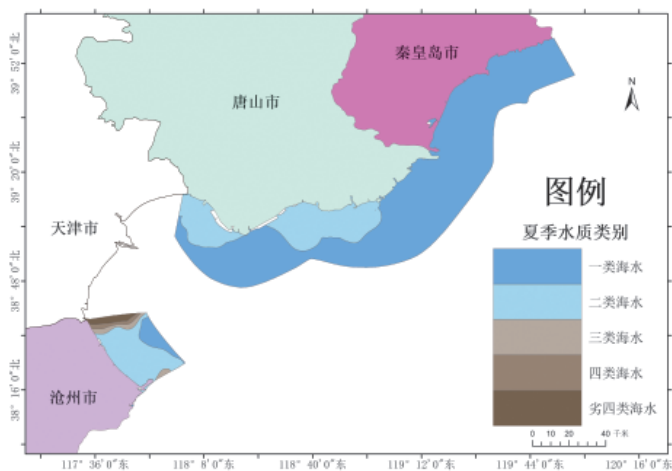 秦皇岛市
唐山市
天津市
沧州市
N
图例
夏季水质类别
一类海水
二类海水
三类海水
四类海水
劣四类海水
0 10 20 40 千米
39° 52′ 0″北
39° 20′ 0″北
38° 48′ 0″北
38° 16′ 0″北
117° 36′ 0″东
118° 8′ 0″东
118° 40′ 0″东
119° 12′ 0″东
119° 44′ 0″东
120° 16′ 0″东